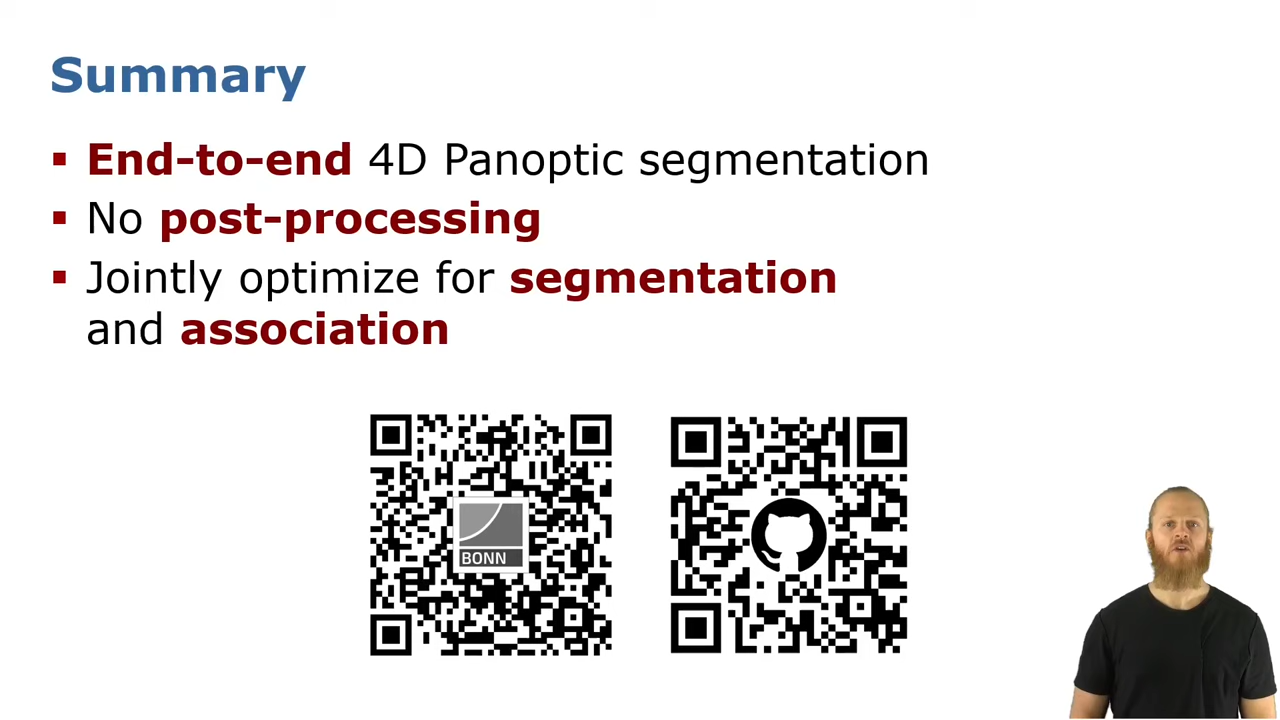 Summary
End-to-end 4D Panoptic segmentation
No post-processing
Jointly optimize for segmentation
and association
BONN